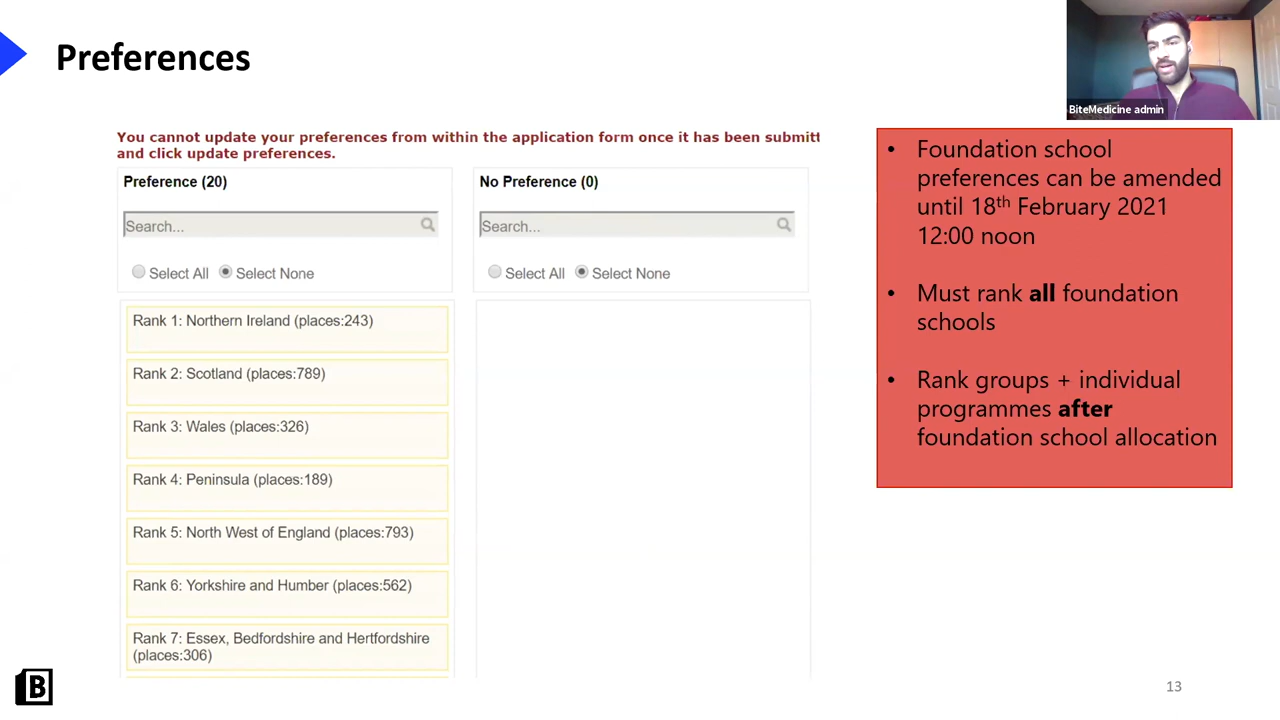 Preferences
BiteMedicine admin
You cannot update your preferences from within the application form once it has been submitt
and click update preferences.
Preference (20)
No Preference (0)
Search...
Search...
Select All Select None
Select All Select None
Rank 1: Northern Ireland (places:243)
Rank 2: Scotland (places:789)
Rank 3: Wales (places:326)
Rank 4: Peninsula (places:189)
Rank 5: North West of England (places:793)
Rank 6: Yorkshire and Humber (places:562)
Rank 7: Essex, Bedfordshire and Hertfordshire
(places:306)
• Foundation school
preferences can be amended
until 18th February 2021
12:00 noon
• Must rank all foundation
schools
• Rank groups + individual
programmes after
foundation school allocation
B
13